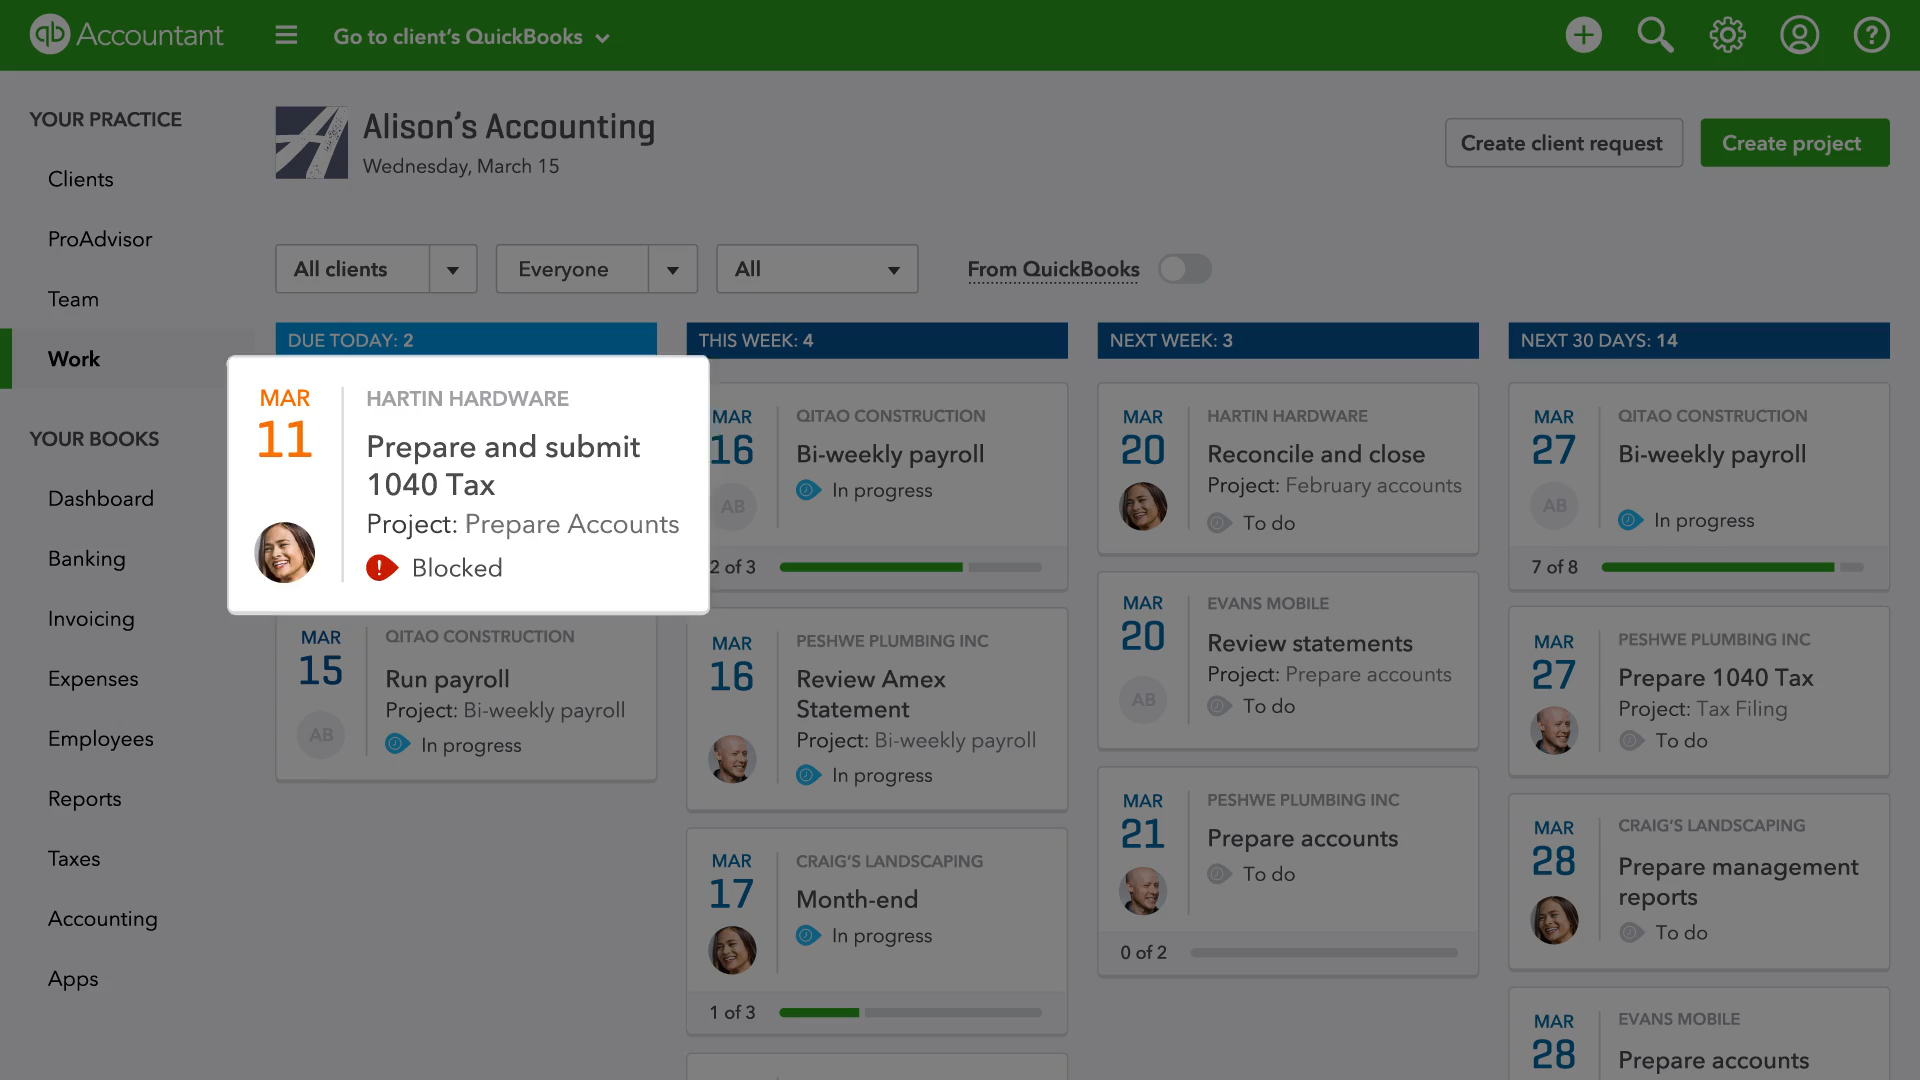 qb Accountant
Go to client's QuickBooks
YOUR PRACTICE
Clients
ProAdvisor
Team
Work
YOUR BOOKS
Dashboard
Banking
Invoicing
Expenses
Employees
Reports
Taxes
Accounting
Apps
Alison's Accounting
Wednesday, March 15
Create client request
Create project
All clients
Everyone
All
From QuickBooks
DUE TODAY: 2
MAR
11
HARTIN HARDWARE
Prepare and submit
1040 Tax
Project: Prepare Accounts
Blocked
MAR
15
AB
QITAO CONSTRUCTION
Run payroll
Project: Bi-weekly payroll
In progress
THIS WEEK: 4
MAR
16
AB
QITAO CONSTRUCTION
Bi-weekly payroll
In progress
2 of 3
MAR
16
PESHWE PLUMBING INC
Review Amex
Statement
Project: Bi-weekly payroll
In progress
MAR
17
CRAIG'S LANDSCAPING
Month-end
In progress
1 of 3
NEXT WEEK: 3
MAR
20
HARTIN HARDWARE
Reconcile and close
Project: February accounts
To do
MAR
20
AB
EVANS MOBILE
Review statements
Project: Prepare accounts
To do
MAR
21
PESHWE PLUMBING INC
Prepare accounts
To do
0 of 2
NEXT 30 DAYS: 14
MAR
27
AB
QITAO CONSTRUCTION
Bi-weekly payroll
In progress
7 of 8
MAR
27
PESHWE PLUMBING INC
Prepare 1040 Tax
Project: Tax Filing
To do
MAR
28
CRAIG'S LANDSCAPING
Prepare management
reports
To do
MAR
28
EVANS MOBILE
Prepare accounts